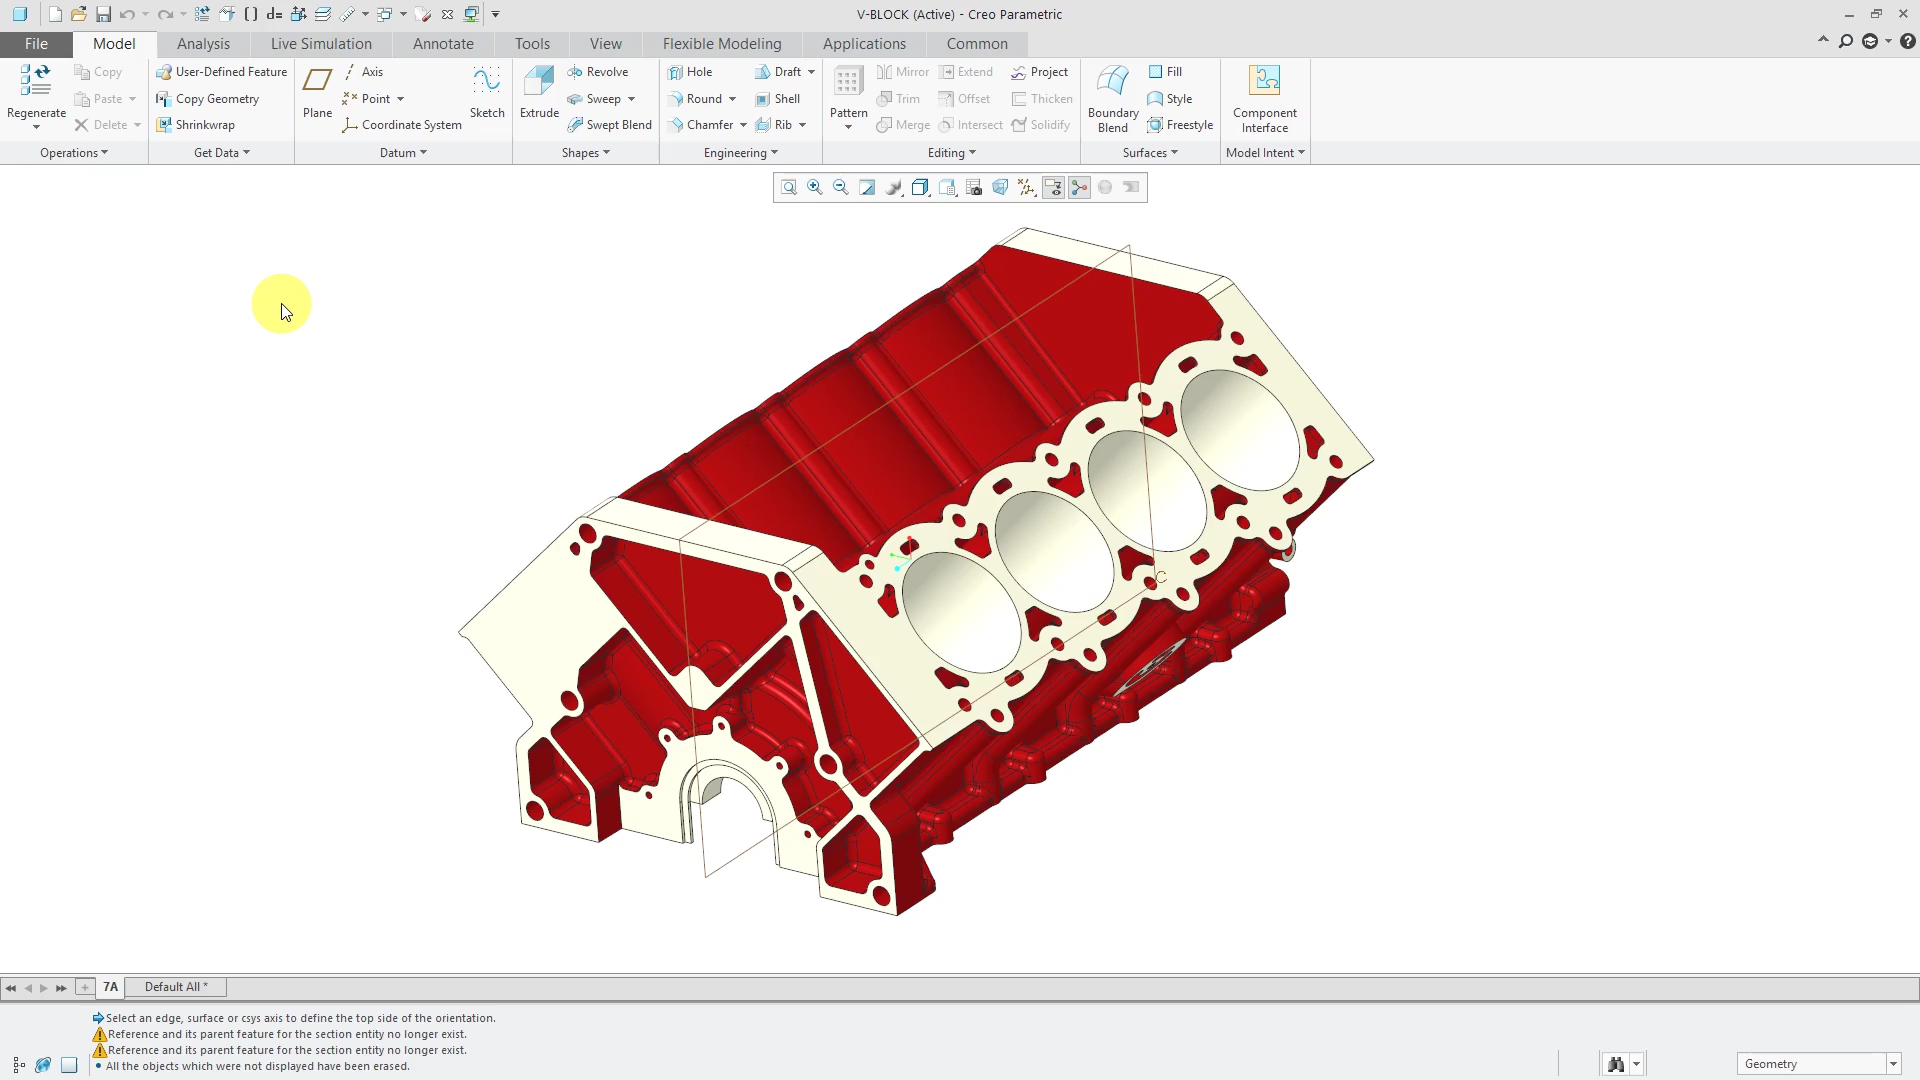 V-BLOCK (Active) - Creo Parametric
File Model Analysis Live Simulation Annotate Tools View Flexible Modeling Applications Common
Regenerate
Copy
Paste
Delete
Operations
User-Defined Feature
Copy Geometry
Shrinkwrap
Get Data
Plane
Axis
Point
Coordinate System
Sketch
Datum
Extrude
Revolve
Sweep
Swept Blend
Shapes
Hole
Round
Chamfer
Draft
Shell
Rib
Engineering
Pattern
Mirror
Trim
Merge
Extend
Offset
Intersect
Project
Thicken
Solidify
Editing
Boundary
Blend
Fill
Style
Freestyle
Surfaces
Component
Interface
Model Intent
C
7A Default All *
Select an edge, surface or csys axis to define the top side of the orientation.
Reference and its parent feature for the section entity no longer exist.
Reference and its parent feature for the section entity no longer exist.
• All the objects which were not displayed have been erased.
Geometry